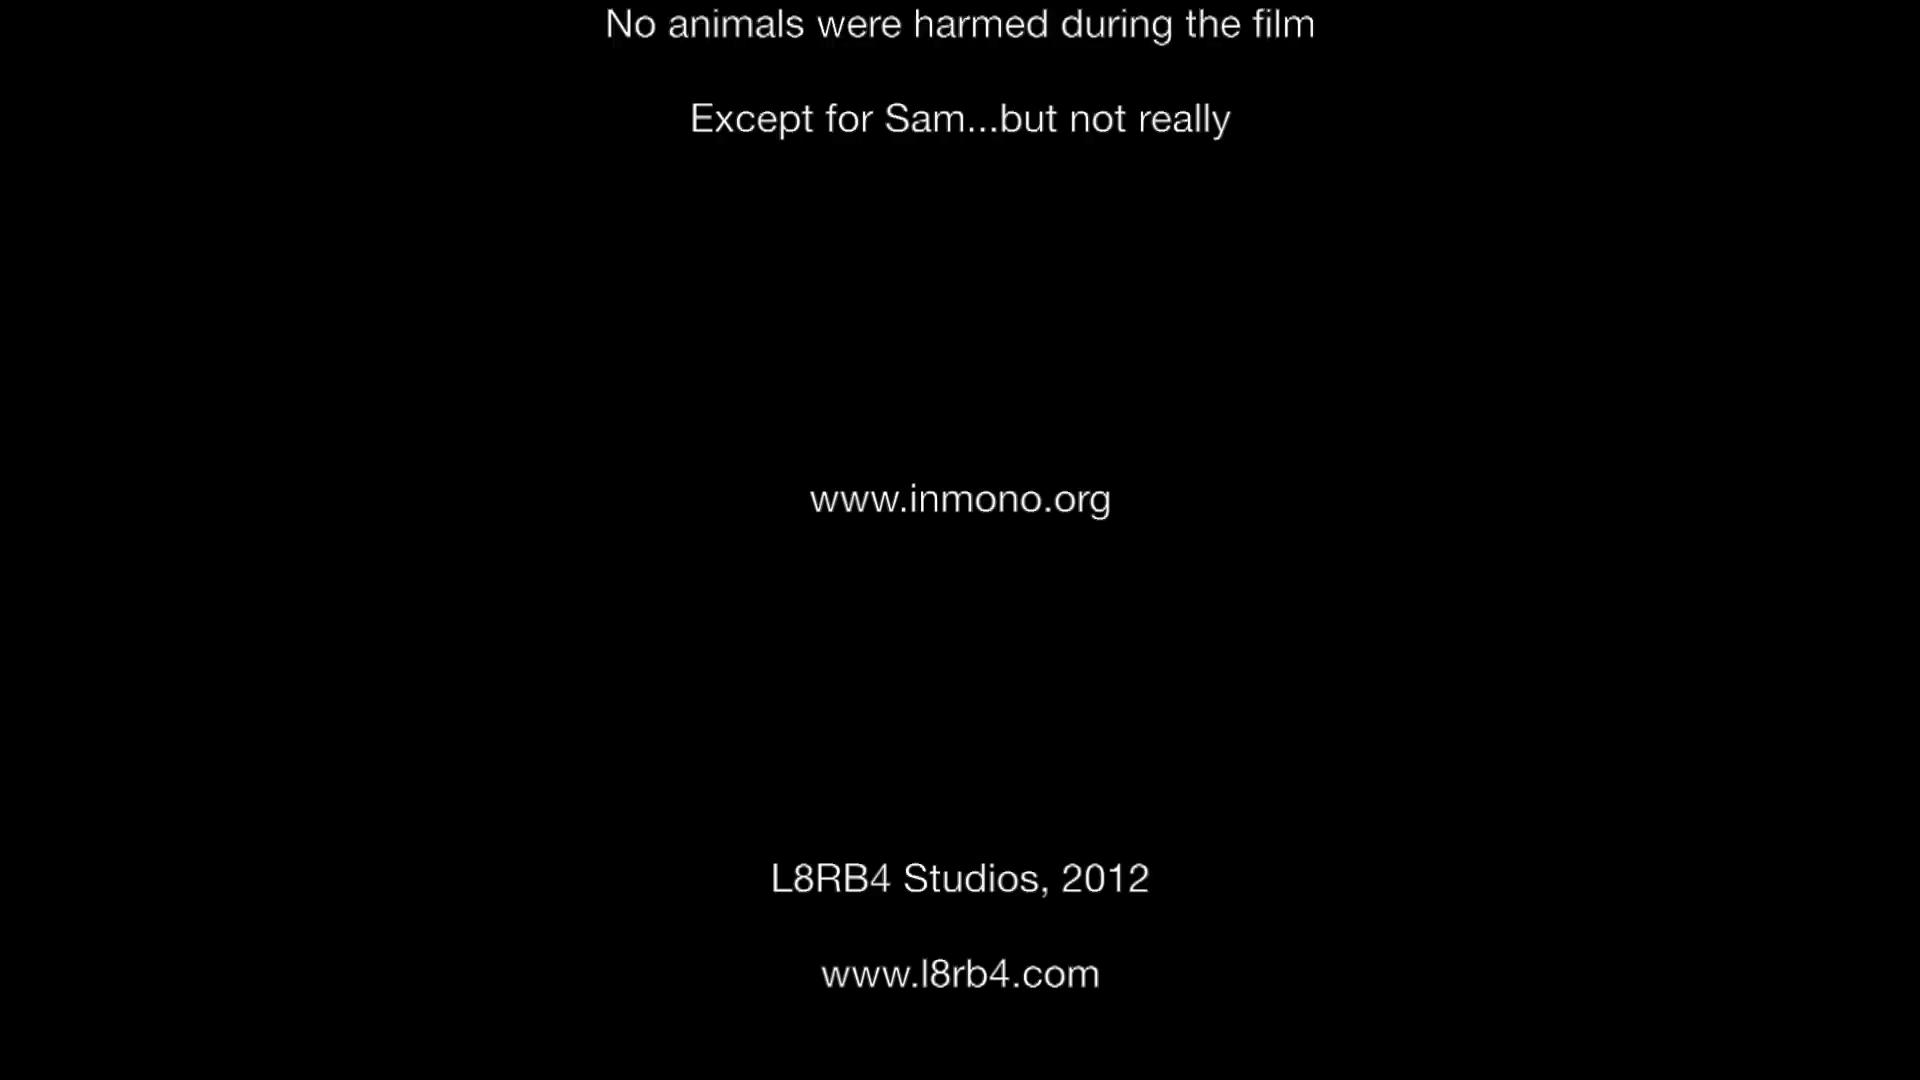 No animals were harmed during the film
Except for Sam...but not really
www.inmono.org
L8RB4 Studios, 2012
www.l8rb4.com